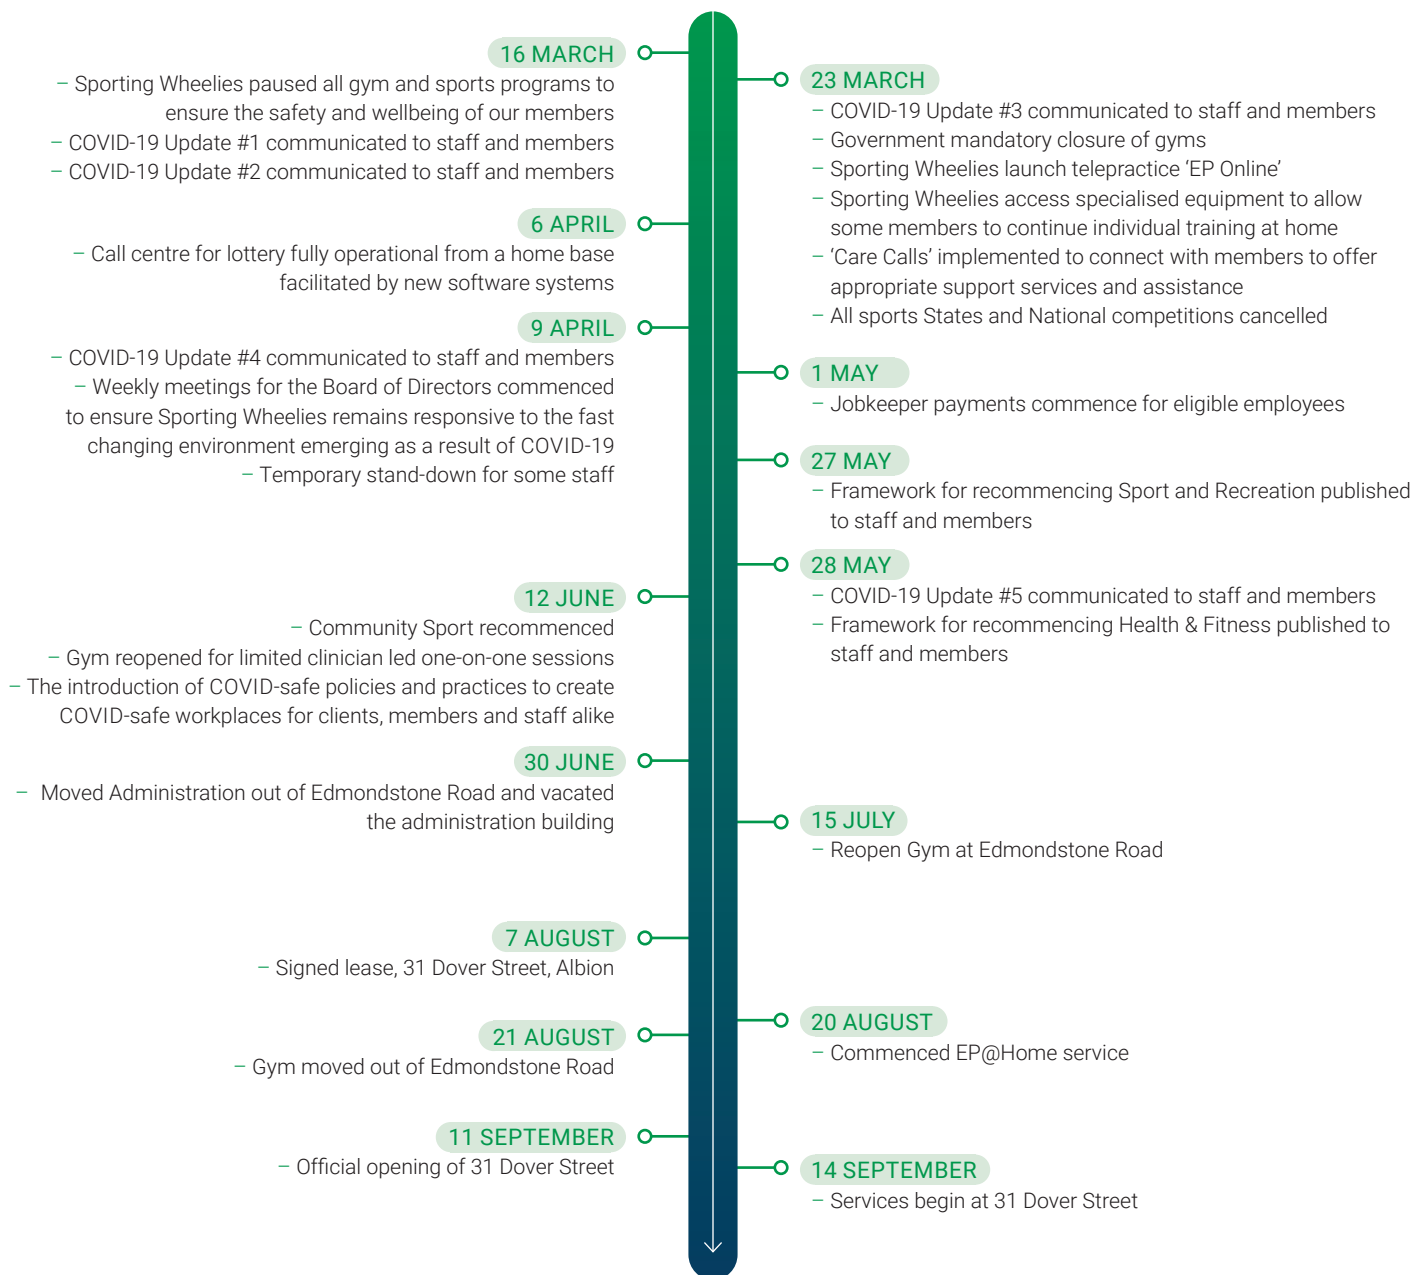 16 MARCH
– Sporting Wheelies paused all gym and sports programs to
ensure the safety and wellbeing of our members
– COVID-19 Update #1 communicated to staff and members
– COVID-19 Update #2 communicated to staff and members
23 MARCH
– COVID-19 Update #3 communicated to staff and members
– Government mandatory closure of gyms
– Sporting Wheelies launch telepractice ‘EP Online’
– Sporting Wheelies access specialised equipment to allow
some members to continue individual training at home
– ‘Care Calls’ implemented to connect with members to offer
appropriate support services and assistance
– All sports States and National competitions cancelled
6 APRIL
– Call centre for lottery fully operational from a home base
facilitated by new software systems
9 APRIL
– COVID-19 Update #4 communicated to staff and members
– Weekly meetings for the Board of Directors commenced
to ensure Sporting Wheelies remains responsive to the fast
changing environment emerging as a result of COVID-19
– Temporary stand-down for some staff
1 MAY
– Jobkeeper payments commence for eligible employees
27 MAY
– Framework for recommencing Sport and Recreation published
to staff and members
28 MAY
– COVID-19 Update #5 communicated to staff and members
– Framework for recommencing Health & Fitness published to
staff and members
12 JUNE
– Community Sport recommenced
– Gym reopened for limited clinician led one-on-one sessions
– The introduction of COVID-safe policies and practices to create
COVID-safe workplaces for clients, members and staff alike
30 JUNE
– Moved Administration out of Edmondstone Road and vacated
the administration building
15 JULY
– Reopen Gym at Edmondstone Road
7 AUGUST
– Signed lease, 31 Dover Street, Albion
20 AUGUST
– Commenced EP@Home service
21 AUGUST
– Gym moved out of Edmondstone Road
11 SEPTEMBER
– Official opening of 31 Dover Street
14 SEPTEMBER
– Services begin at 31 Dover Street